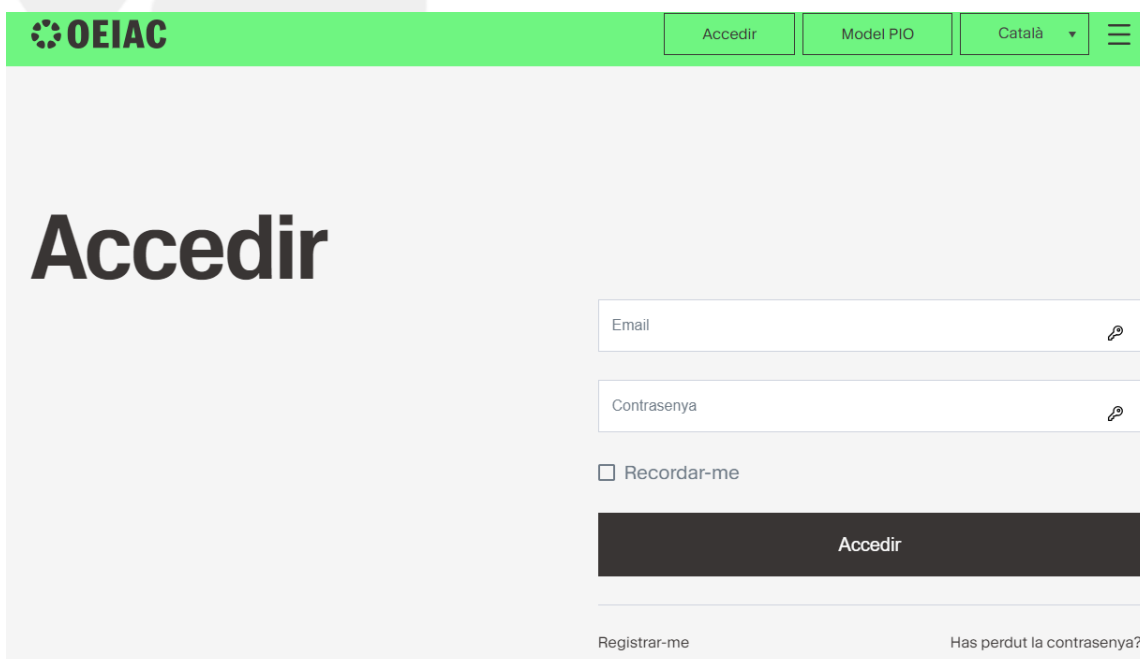 OEIAC
Accedir
Model PIO
Català
Accedir
Email
Contrasenya
Recordar-me
Accedir
Registrar-me
Has perdut la contrasenya?